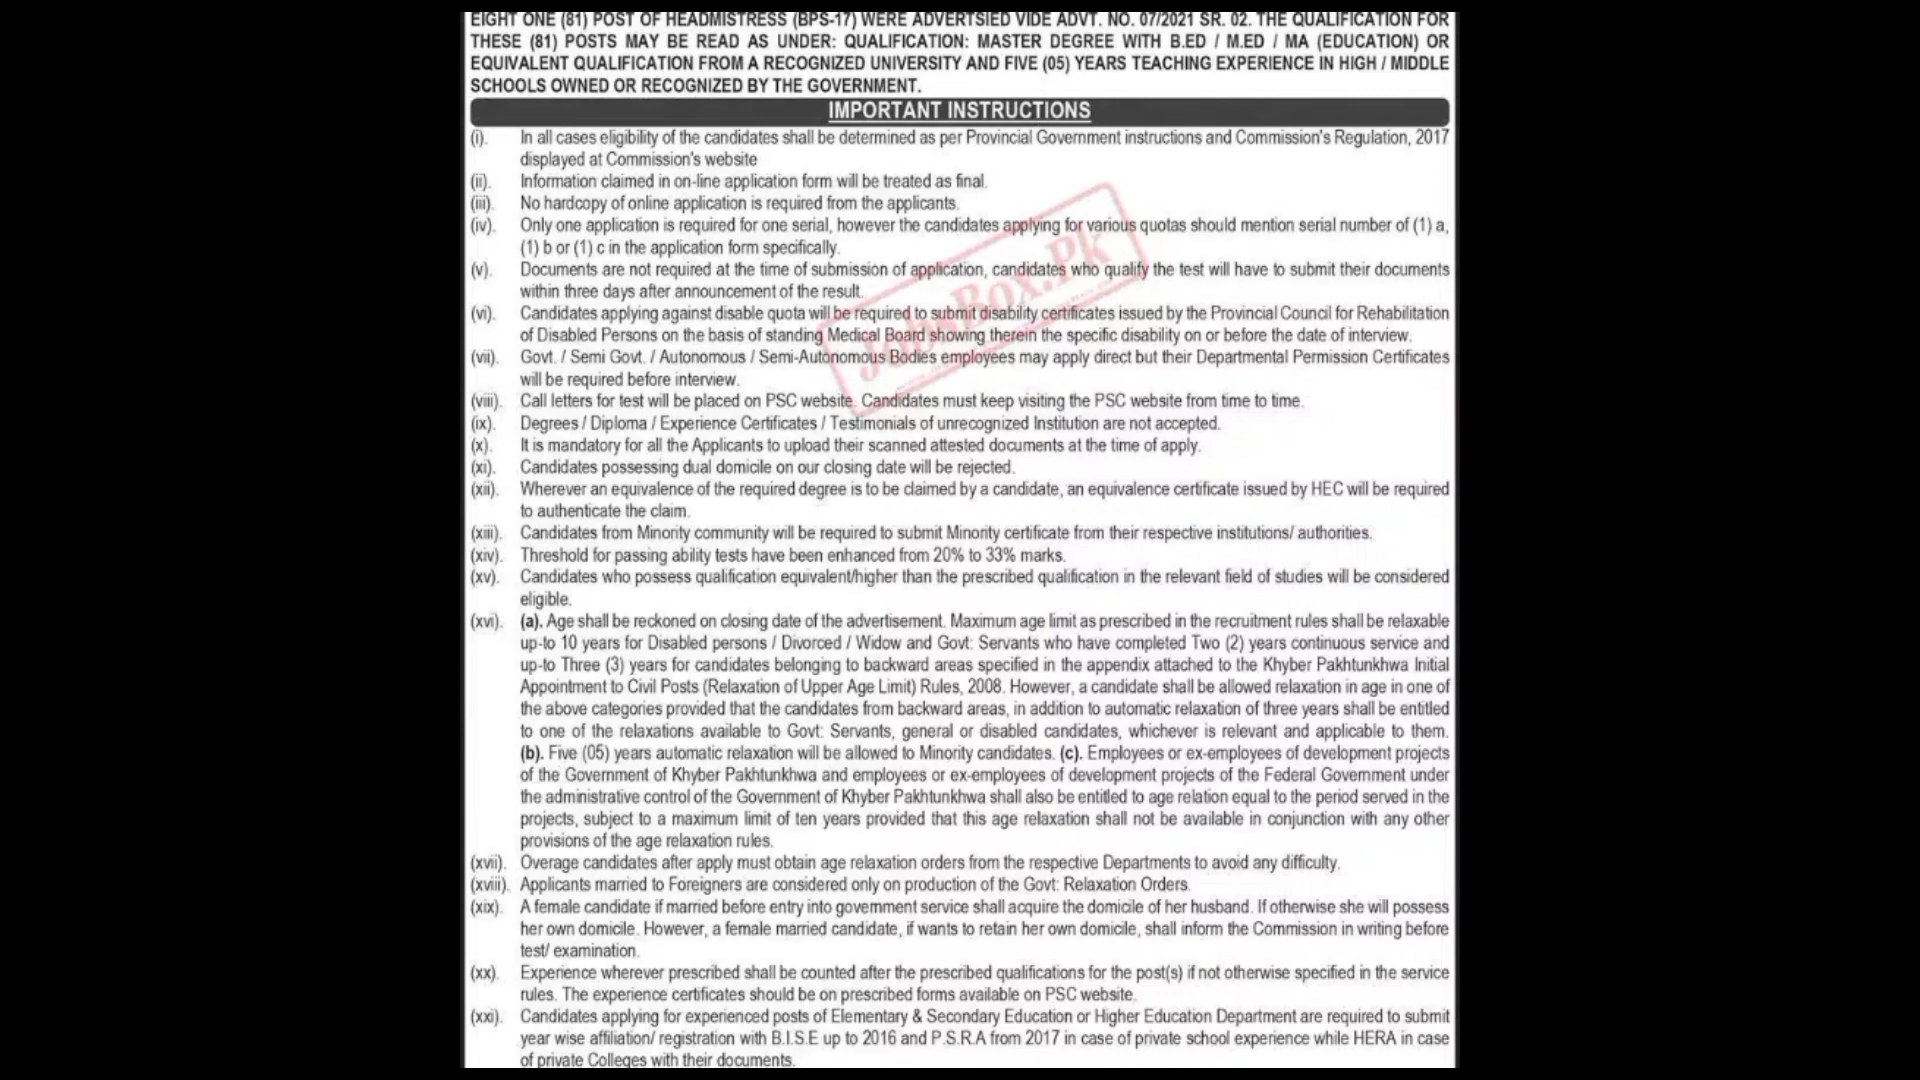 EIGHT ONE (81) POST OF HEADMISTRESS (BPS-17) WERE ADVERTSIED VIDE ADVT. NO. 07/2021 SR. 02. THE QUALIFICATION FOR
THESE (81) POSTS MAY BE READ AS UNDER: QUALIFICATION: MASTER DEGREE WITH B.ED / M.ED / MA (EDUCATION) OR
EQUIVALENT QUALIFICATION FROM A RECOGNIZED UNIVERSITY AND FIVE (05) YEARS TEACHING EXPERIENCE IN HIGH / MIDDLE
SCHOOLS OWNED OR RECOGNIZED BY THE GOVERNMENT.
IMPORTANT INSTRUCTIONS
(i). In all cases eligibility of the candidates shall be determined as per Provincial Government instructions and Commission's Regulation, 2017
displayed at Commission's website
(ii). Information claimed in on-line application form will be treated as final.
(iii). No hardcopy of online application is required from the applicants.
(iv). Only one application is required for one serial, however the candidates applying for various quotas should mention serial number of (1) a,
(1) b or (1) c in the application form specifically.
(v). Documents are not required at the time of submission of application, candidates who qualify the test will have to submit their documents
within three days after announcement of the result.
(vi). Candidates applying against disable quota will be required to submit disability certificates issued by the Provincial Council for Rehabilitation
of Disabled Persons on the basis of standing Medical Board showing therein the specific disability on or before the date of interview.
(vii). Govt. / Semi Govt. / Autonomous / Semi-Autonomous Bodies employees may apply direct but their Departmental Permission Certificates
will be required before interview.
(viii). Call letters for test will be placed on PSC website. Candidates must keep visiting the PSC website from time to time.
(ix). Degrees / Diploma / Experience Certificates / Testimonials of unrecognized Institution are not accepted.
(x). It is mandatory for all the Applicants to upload their scanned attested documents at the time of apply.
(xi). Candidates possessing dual domicile on our closing date will be rejected.
(xii). Wherever an equivalence of the required degree is to be claimed by a candidate, an equivalence certificate issued by HEC will be required
to authenticate the claim.
(xiii). Candidates from Minority community will be required to submit Minority certificate from their respective institutions/ authorities.
(xiv). Threshold for passing ability tests have been enhanced from 20% to 33% marks.
(xv). Candidates who possess qualification equivalent/higher than the prescribed qualification in the relevant field of studies will be considered
eligible.
(xvi). (a). Age shall be reckoned on closing date of the advertisement. Maximum age limit as prescribed in the recruitment rules shall be relaxable
up-to 10 years for Disabled persons / Divorced / Widow and Govt: Servants who have completed Two (2) years continuous service and
up-to Three (3) years for candidates belonging to backward areas specified in the appendix attached to the Khyber Pakhtunkhwa Initial
Appointment to Civil Posts (Relaxation of Upper Age Limit) Rules, 2008. However, a candidate shall be allowed relaxation in age in one of
the above categories provided that the candidates from backward areas, in addition to automatic relaxation of three years shall be entitled
to one of the relaxations available to Govt: Servants, general or disabled candidates, whichever is relevant and applicable to them.
(b). Five (05) years automatic relaxation will be allowed to Minority candidates. (c). Employees or ex-employees of development projects
of the Government of Khyber Pakhtunkhwa and employees or ex-employees of development projects of the Federal Government under
the administrative control of the Government of Khyber Pakhtunkhwa shall also be entitled to age relation equal to the period served in the
projects, subject to a maximum limit of ten years provided that this age relaxation shall not be available in conjunction with any other
provisions of the age relaxation rules.
(xvii). Overage candidates after apply must obtain age relaxation orders from the respective Departments to avoid any difficulty.
(xviii). Applicants married to Foreigners are considered only on production of the Govt: Relaxation Orders.
(xix). A female candidate if married before entry into government service shall acquire the domicile of her husband. If otherwise she will possess
her own domicile. However, a female married candidate, if wants to retain her own domicile, shall inform the Commission in writing before
test/ examination.
(xx). Experience wherever prescribed shall be counted after the prescribed qualifications for the post(s) if not otherwise specified in the service
rules. The experience certificates should be on prescribed forms available on PSC website.
(xxi). Candidates applying for experienced posts of Elementary & Secondary Education or Higher Education Department are required to submit
year wise affiliation/ registration with B.I.S.E up to 2016 and P.S.R.A from 2017 in case of private school experience while HERA in case
of private Colleges with their documents.
JobsBox.Pk